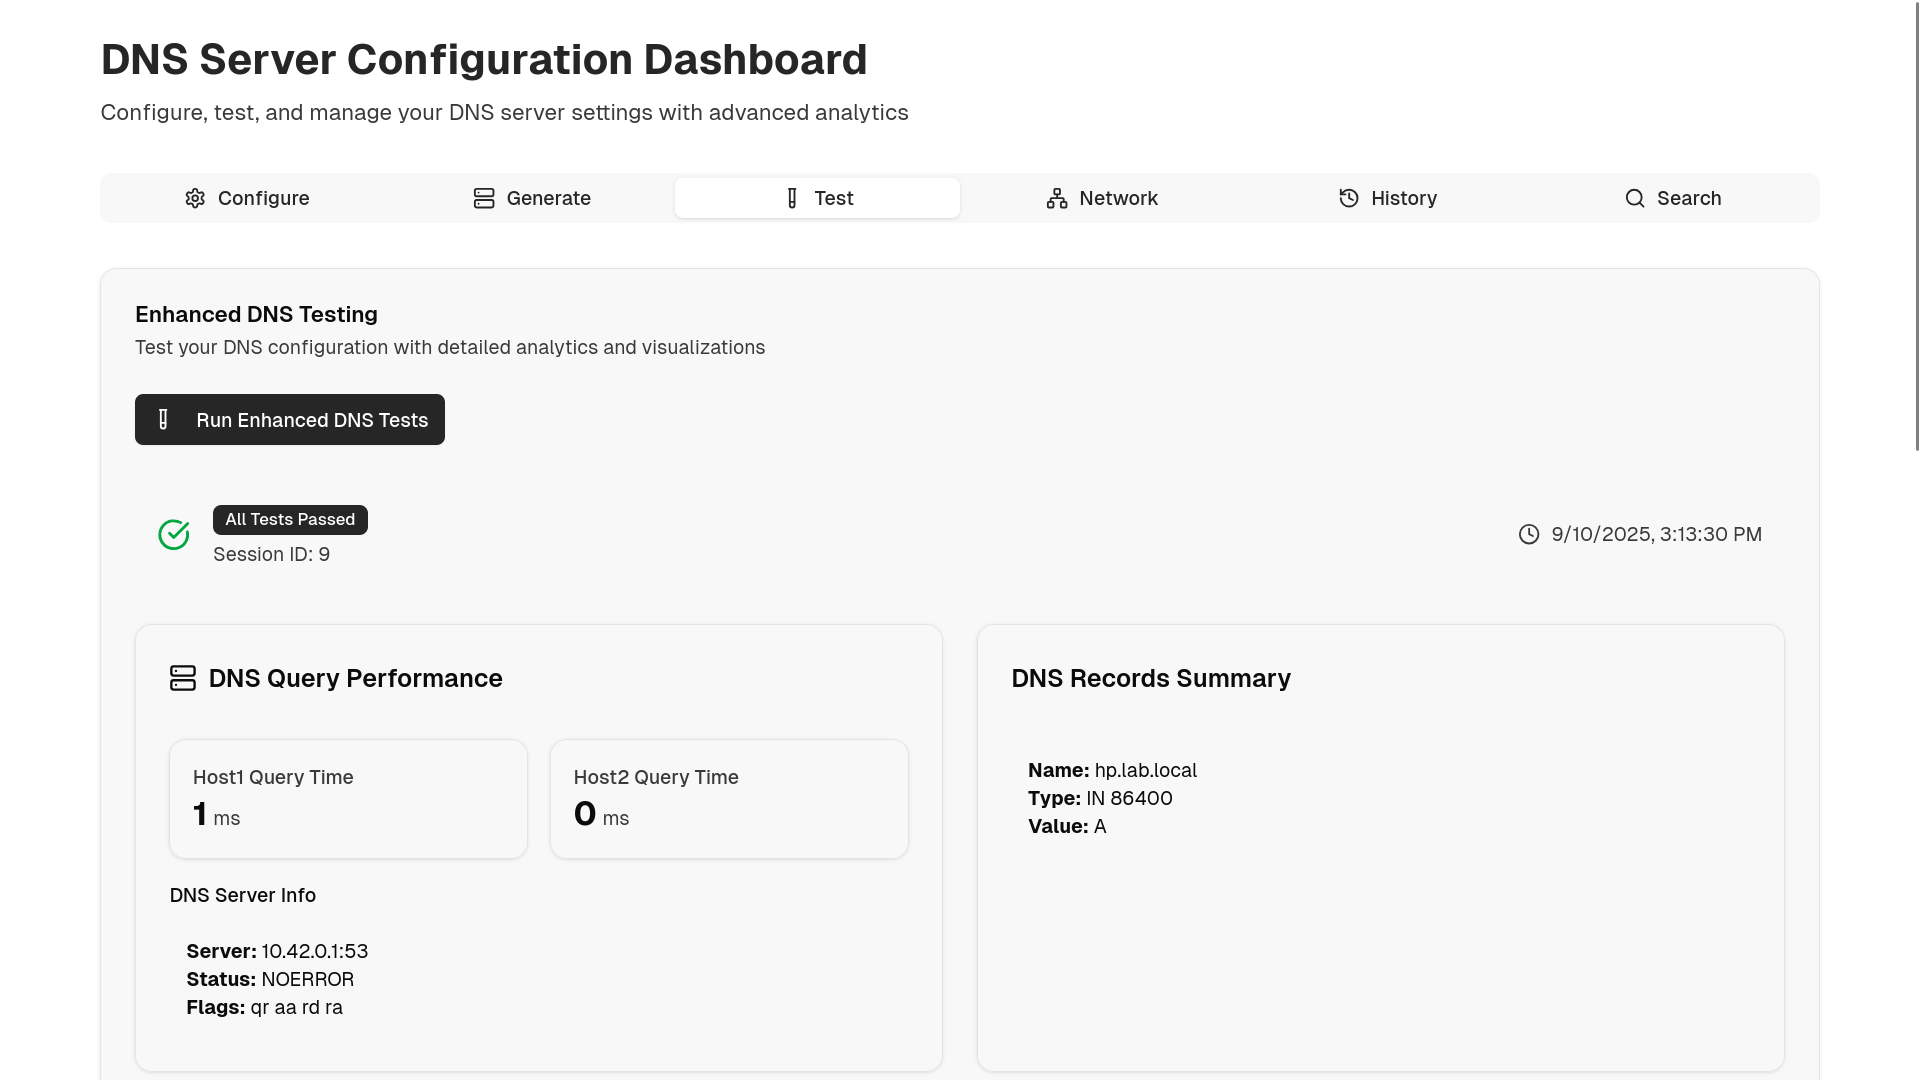 DNS Server Configuration Dashboard
Configure, test, and manage your DNS server settings with advanced analytics
Configure
Generate
Test
Network
History
Search
Enhanced DNS Testing
Test your DNS configuration with detailed analytics and visualizations
Run Enhanced DNS Tests
All Tests Passed
Session ID: 9
9/10/2025, 3:13:30 PM
DNS Query Performance
Host1 Query Time
1 ms
Host2 Query Time
0 ms
DNS Server Info
Server: 10.42.0.1:53
Status: NOERROR
Flags: qr aa rd ra
DNS Records Summary
Name: hp.lab.local
Type: IN 86400
Value: A